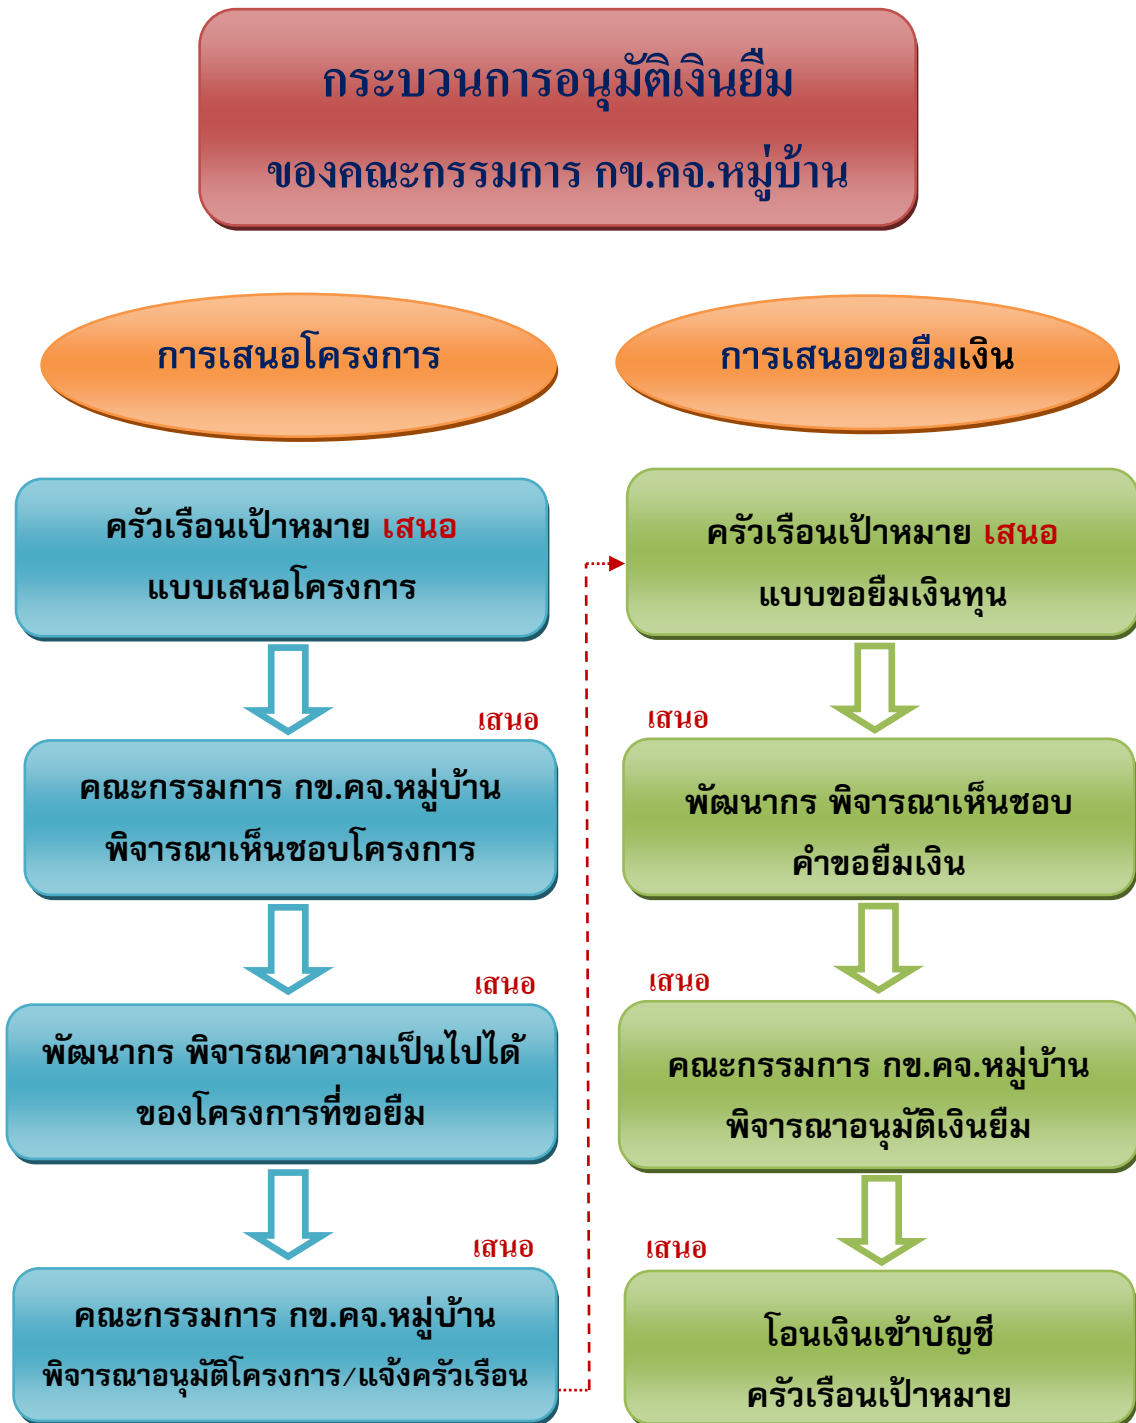 กระบวนการอนุมัติเงินยืม
ของคณะกรรมการ กข.คจ.หมู่บ้าน
การเสนอโครงการ
ครัวเรือนเป้าหมาย เสนอ
แบบเสนอโครงการ
เสนอ
คณะกรรมการ กข.คจ.หมู่บ้าน
พิจารณาเห็นชอบโครงการ
เสนอ
พัฒนากร พิจารณาความเป็นไปได้
ของโครงการที่ขอยืม
เสนอ
คณะกรรมการ กข.คจ.หมู่บ้าน
พิจารณาอนุมัติโครงการ/แจ้งครัวเรือน
การเสนอขอยืมเงิน
ครัวเรือนเป้าหมาย เสนอ
แบบขอยืมเงินทุน
เสนอ
พัฒนากร พิจารณาเห็นชอบ
คำขอยืมเงิน
เสนอ
คณะกรรมการ กข.คจ.หมู่บ้าน
พิจารณาอนุมัติเงินยืม
เสนอ
โอนเงินเข้าบัญชี
ครัวเรือนเป้าหมาย